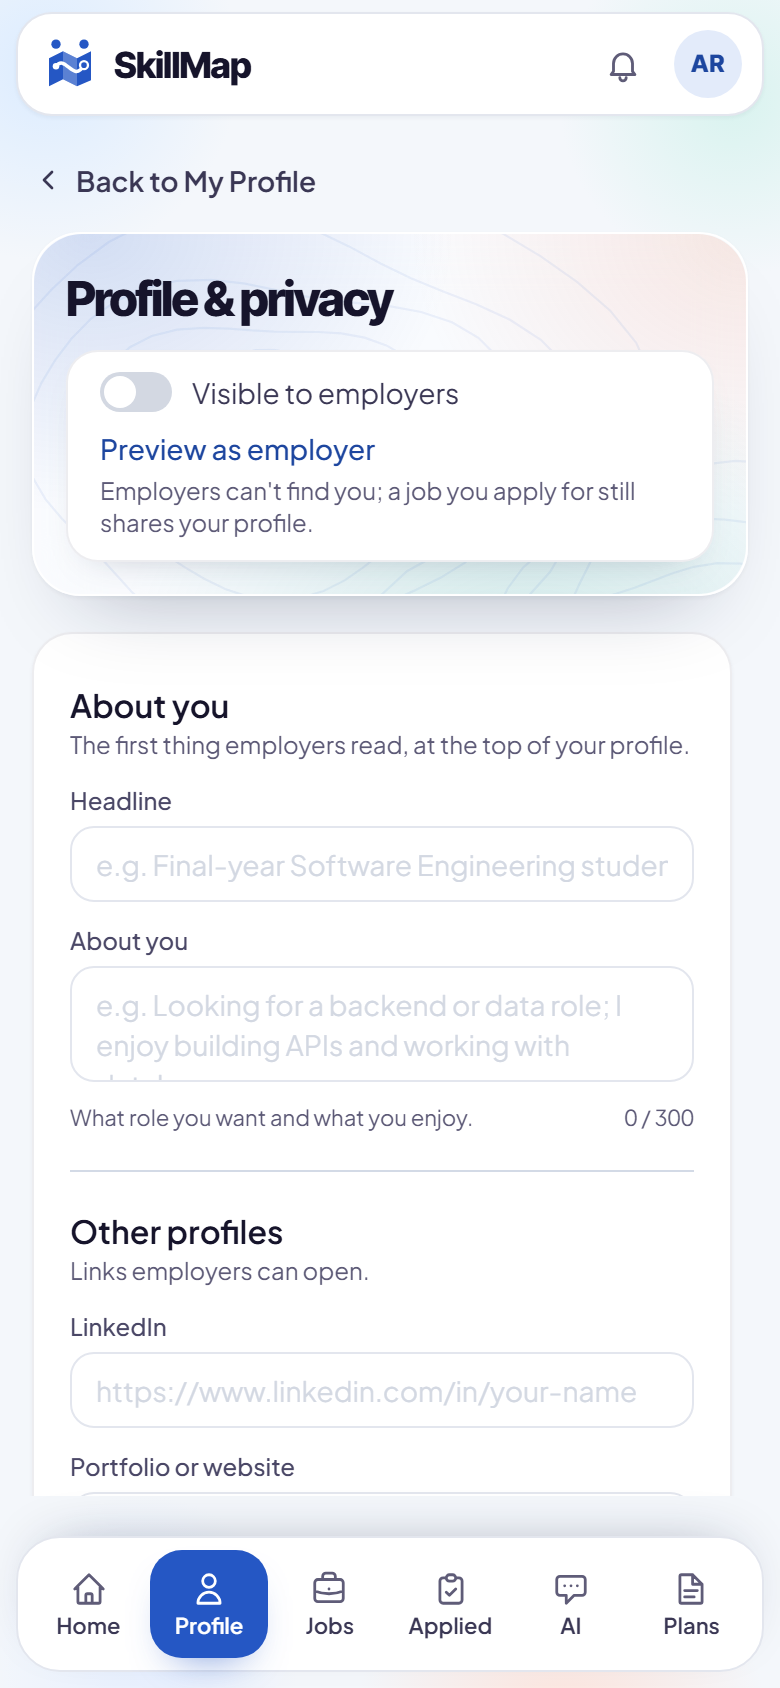 SkillMap
AR
Back to My Profile
Profile & privacy
Visible to employers
Preview as employer
Employers can't find you; a job you apply for still
shares your profile.
About you
The first thing employers read, at the top of your profile.
Headline
e.g. Final-year Software Engineering studer
About you
e.g. Looking for a backend or data role; I
enjoy building APIs and working with
What role you want and what you enjoy.
0 / 300
Other profiles
Links employers can open.
LinkedIn
https://www.linkedin.com/in/your-name
Portfolio or website
Home
Profile
Jobs
Applied
AI
Plans